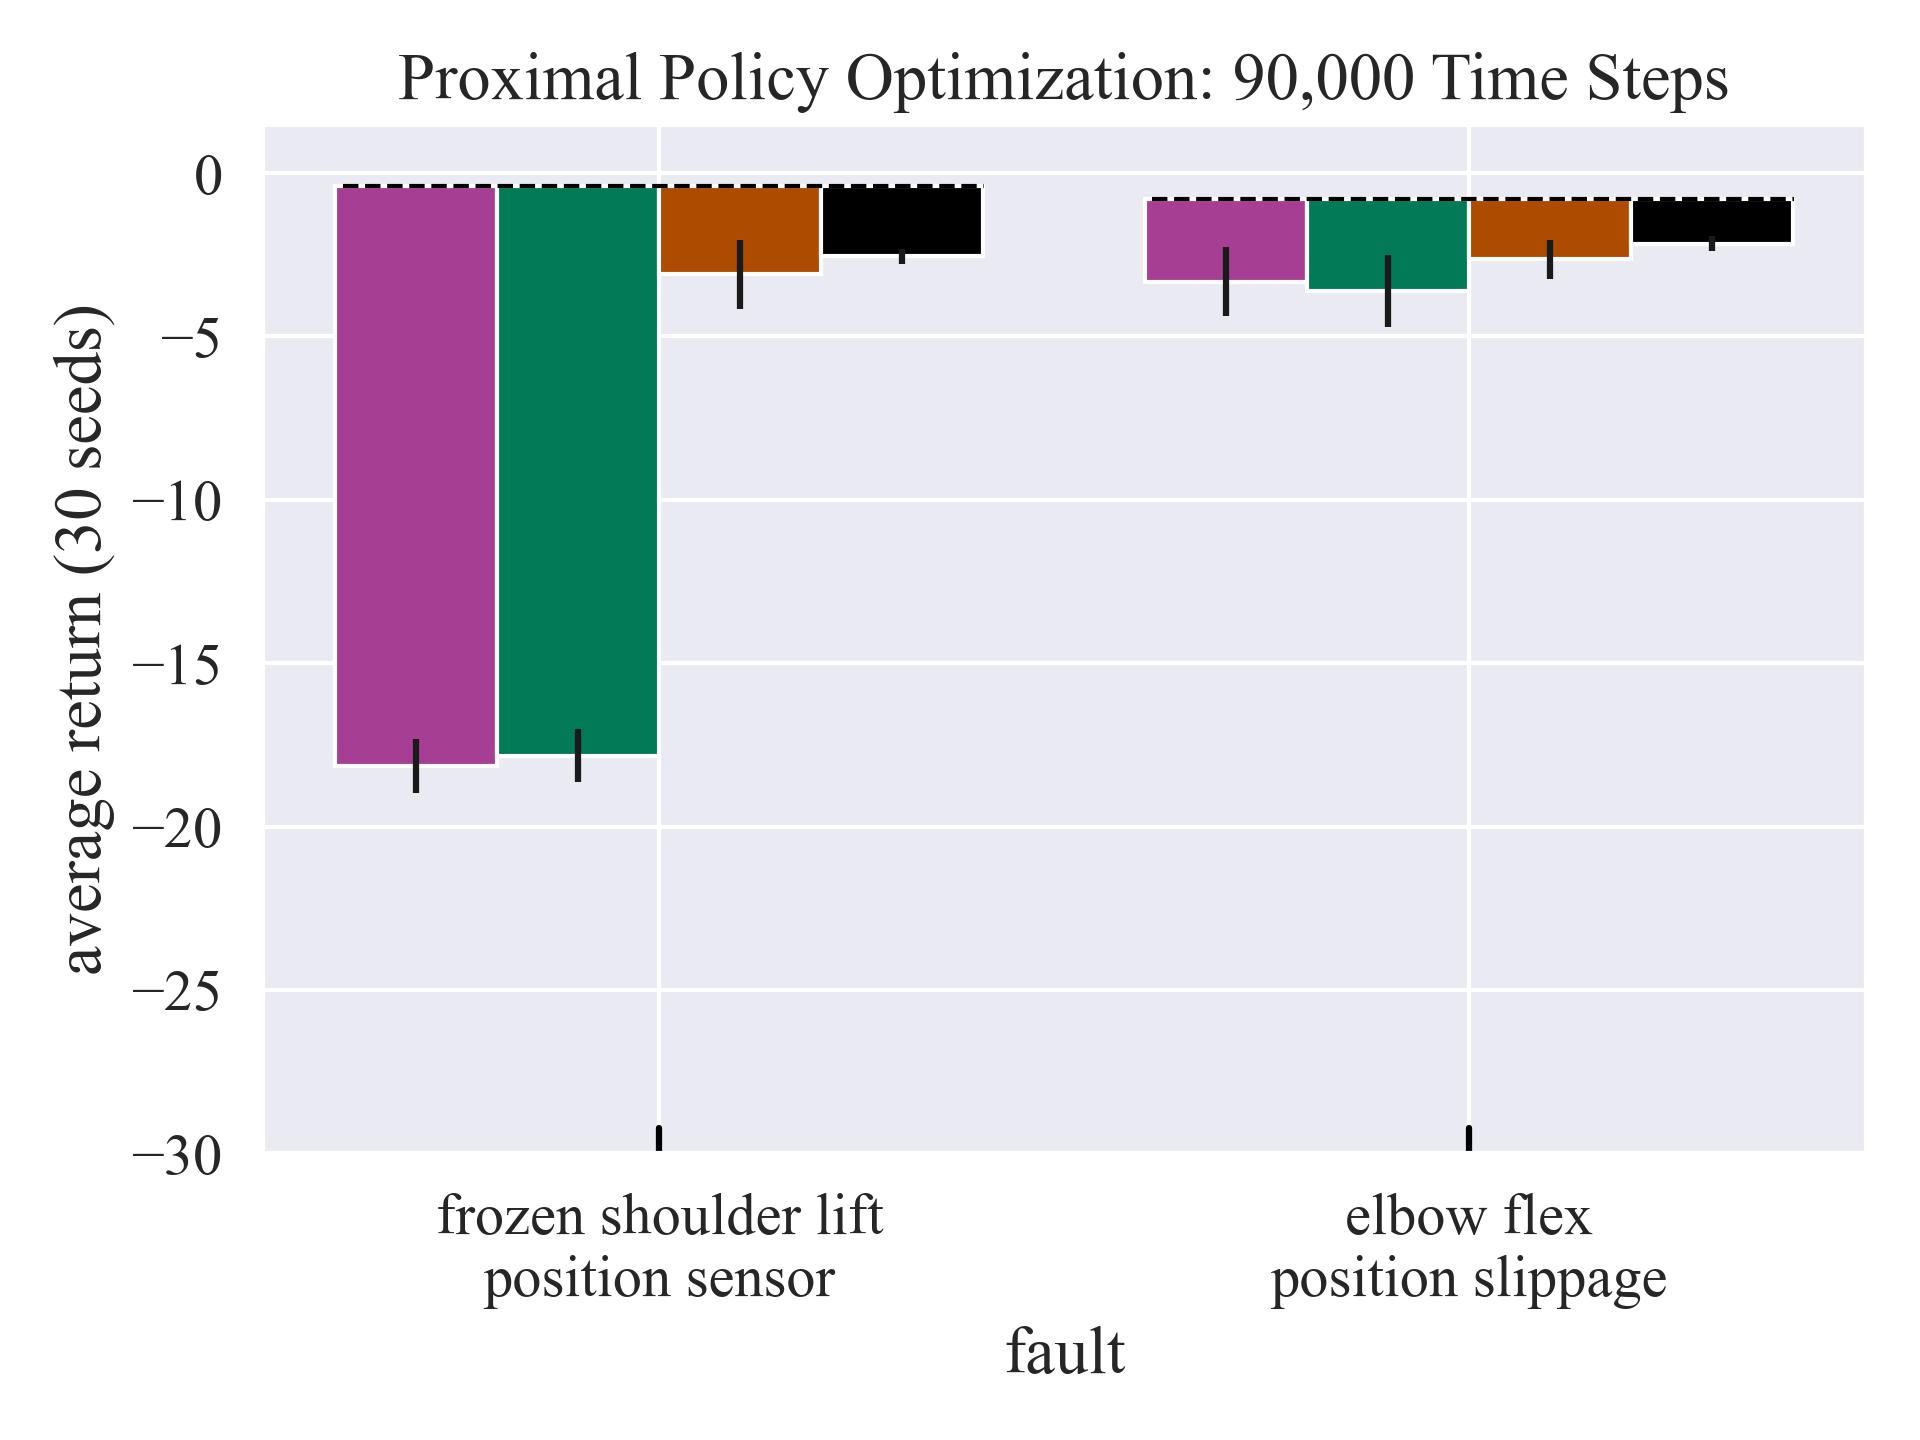 Proximal Policy Optimization: 90,000 Time Steps
average return (30 seeds)
0
−5
−10
−15
−20
−25
−30
frozen shoulder lift
position sensor
elbow flex
position slippage
fault